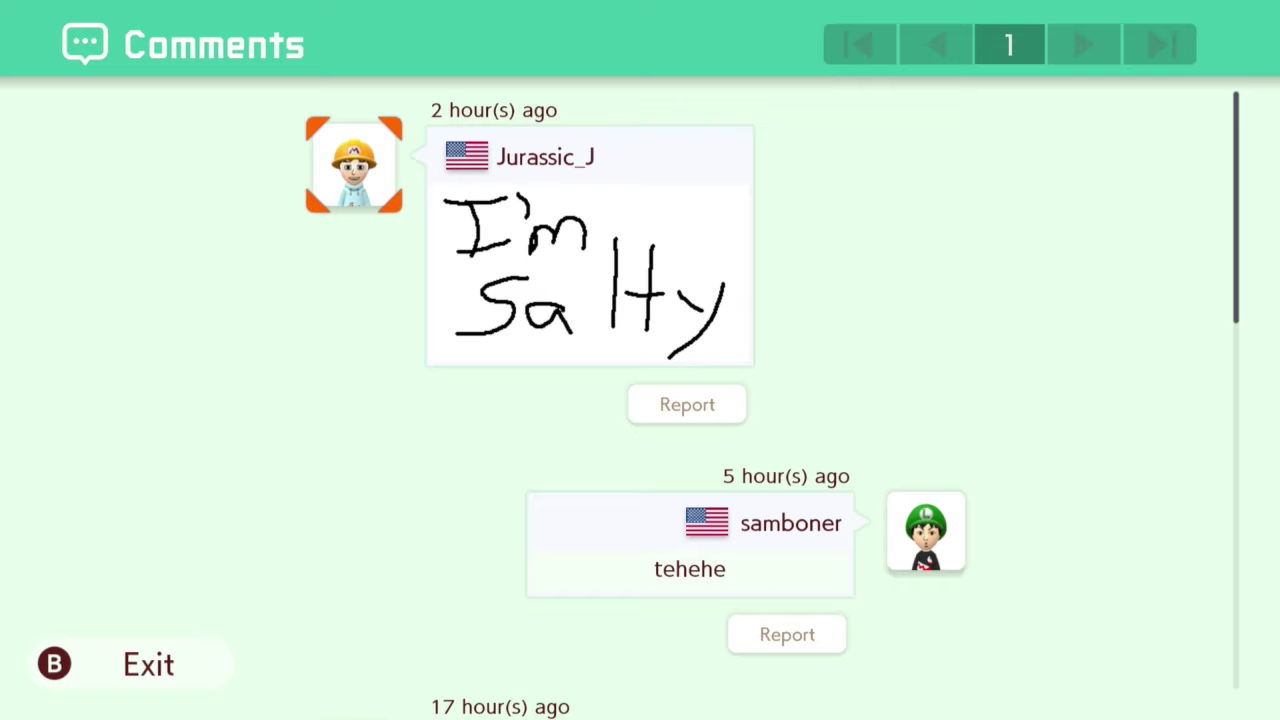 Comments
1
2 hour(s) ago
Jurassic_J
I'm
Salty
Report
5 hour(s) ago
samboner
tehehe
Report
B Exit
17 hour(s) ago